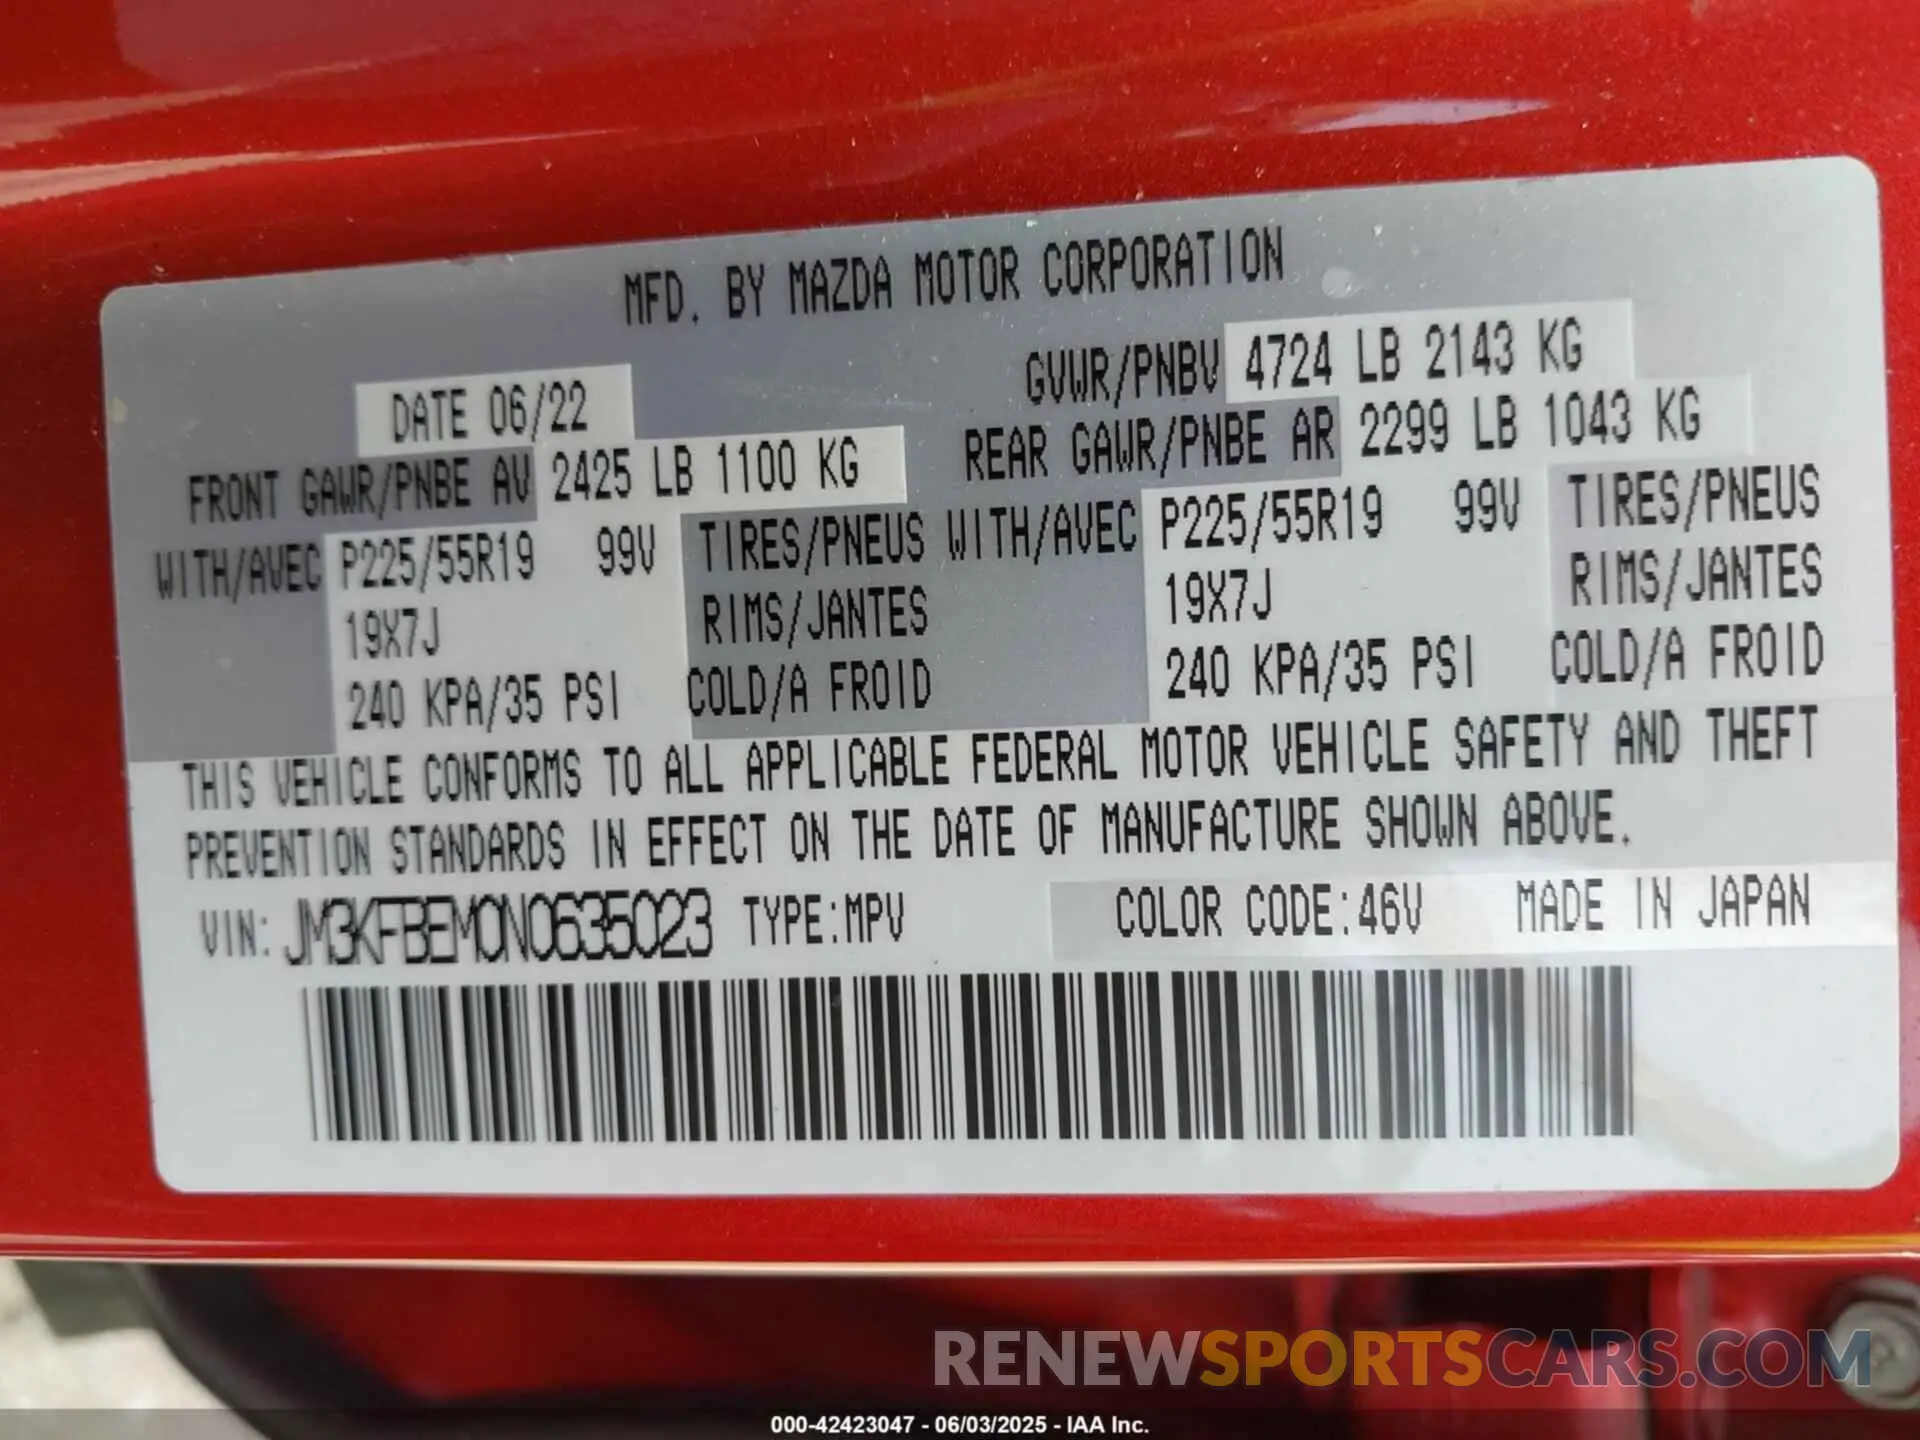 MFD. BY MAZDA MOTOR CORPORATION
DATE 06/22 GVWR/PNBV 4724 LB 2143 KG
FRONT GAWR/PNBE AV 2425 LB 1100 KG REAR GAWR/PNBE AR 2299 LB 1043 KG
WITH/AVEC P225/55R19 99V TIRES/PNEUS WITH/AVEC P225/55R19 99V TIRES/PNEUS
19X7J RIMS/JANTES 19X7J RIMS/JANTES
240 KPA/35 PSI COLD/A FROID 240 KPA/35 PSI COLD/A FROID
THIS VEHICLE CONFORMS TO ALL APPLICABLE FEDERAL MOTOR VEHICLE SAFETY AND THEFT
PREVENTION STANDARDS IN EFFECT ON THE DATE OF MANUFACTURE SHOWN ABOVE.
VIN: JM3KFBEM0N0635023 TYPE:MPV COLOR CODE:46V MADE IN JAPAN
RENEWSPORTSCARS.COM
000-42423047 - 06/03/2025 - IAA Inc.